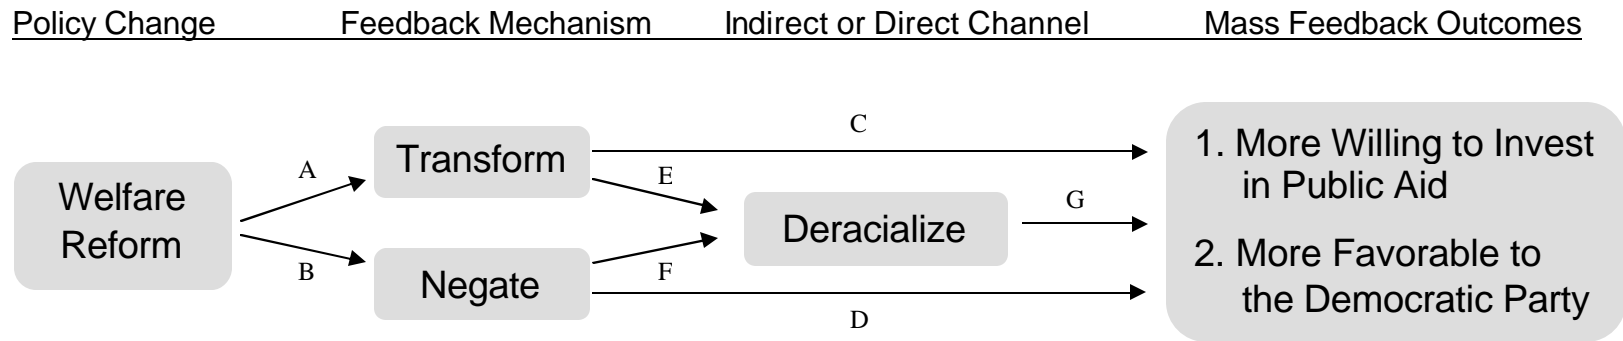 Policy Change Feedback Mechanism Indirect or Direct Channel Mass Feedback Outcomes
C
1. More Willing to Invest
in Public Aid
Transform
A
E
Welfare
Reform
Deracialize
G
B
Negate
F
2. More Favorable to
the Democratic Party
D